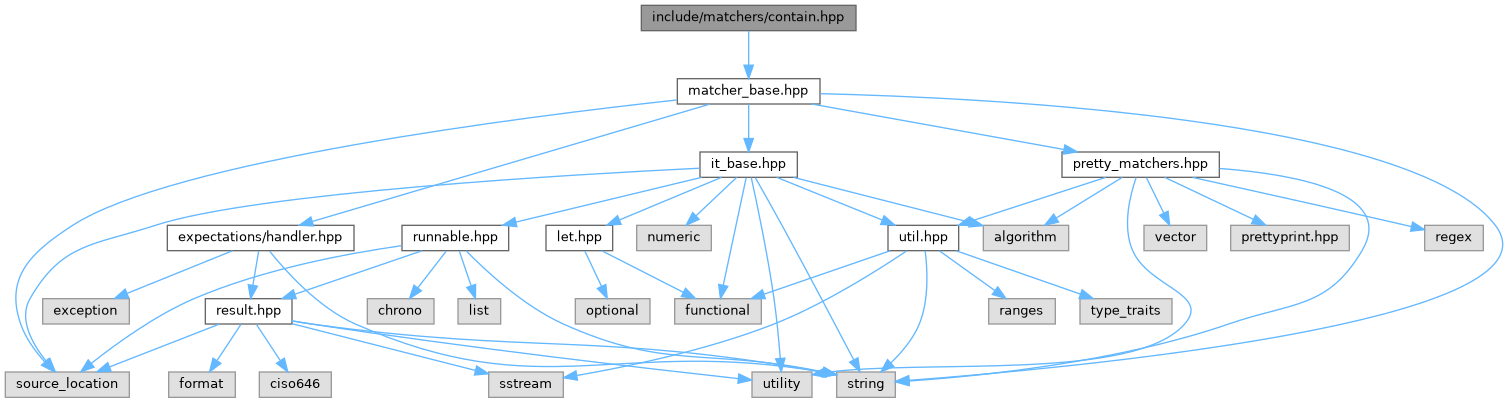 include/matchers/contain.hpp
matcher_base.hpp
it_base.hpp
pretty_matchers.hpp
expectations/handler.hpp
runnable.hpp
let.hpp
numeric
util.hpp
algorithm
vector
prettyprint.hpp
regex
exception
result.hpp
chrono
list
optional
functional
ranges
type_traits
source_location
format
ciso646
sstream
utility
string